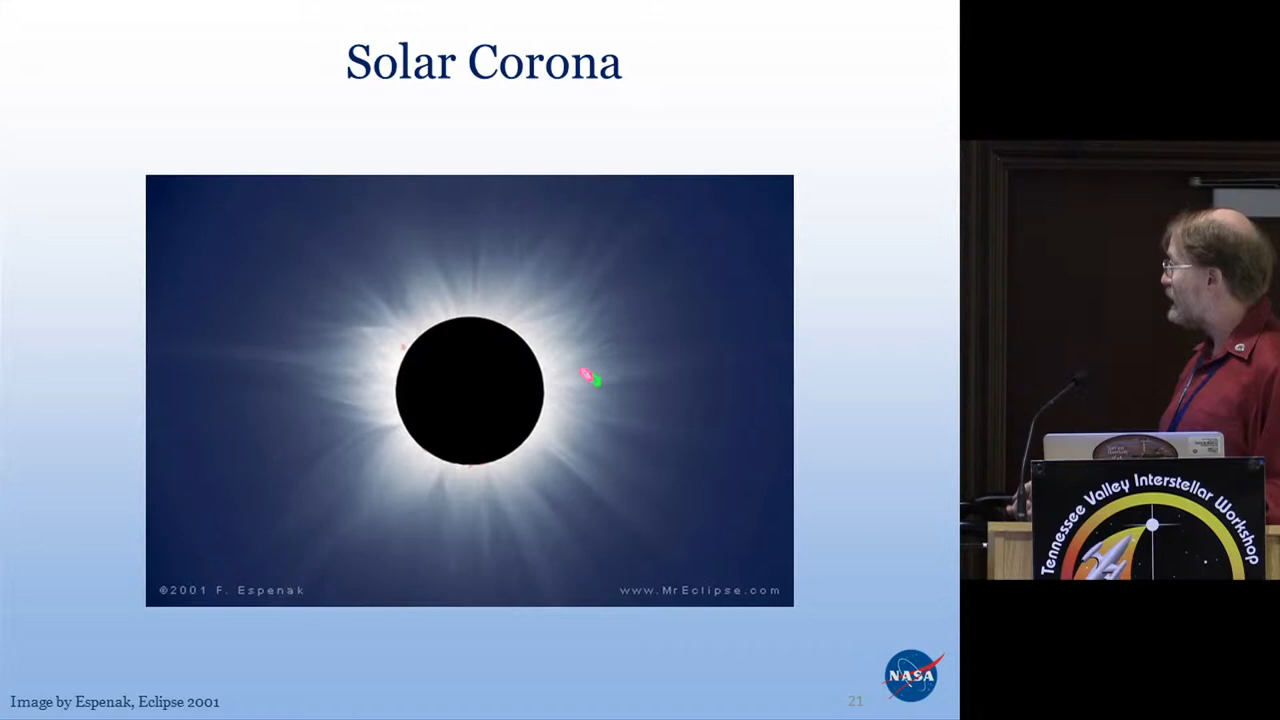 Solar Corona
©2001 F. Espenak
www.MrEclipse.com
NASA
Image by Espenak, Eclipse 2001
21
Tennessee Valley Interstellar Workshop